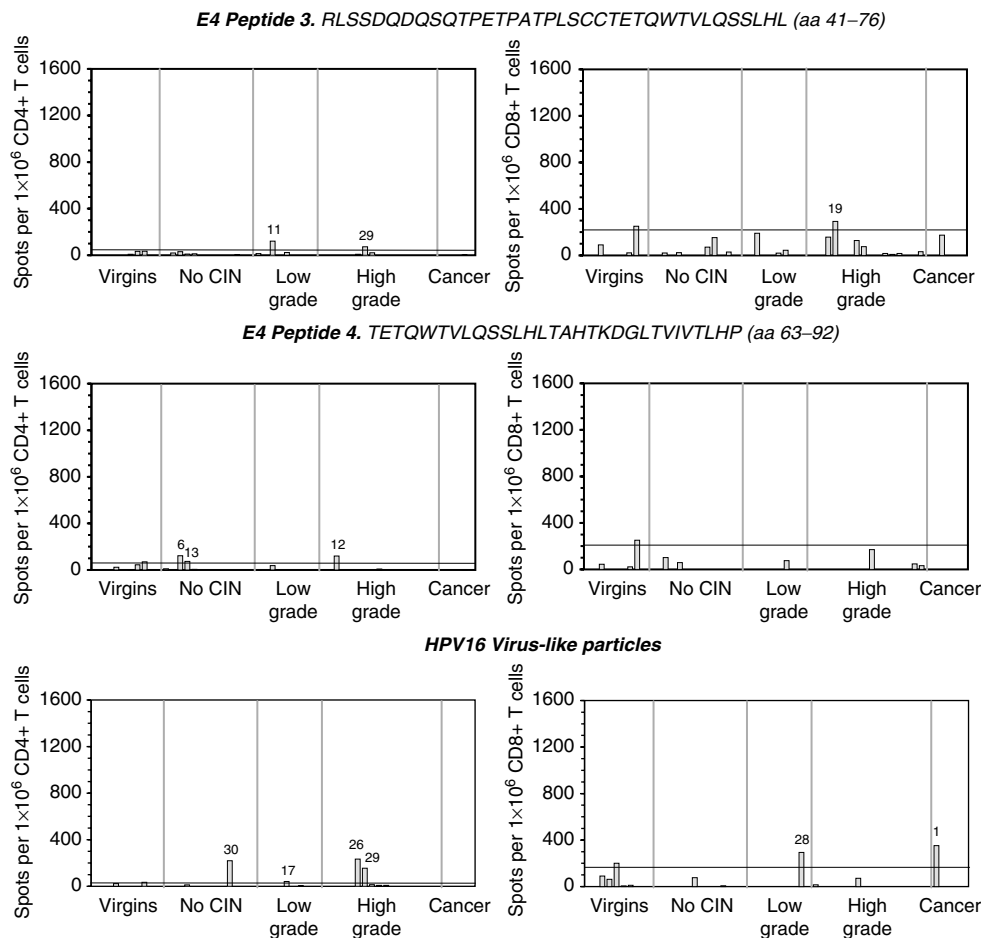 E4 Peptide 3. RLSSDQDQSQTPETPATPLSCCTETQWTVLQSSLHL (aa 41–76)
Spots per 1×10⁶ CD4+ T cells
1600
1200
800
400
0
11
29
Virgins No CIN Low grade High grade Cancer
Spots per 1×10⁶ CD8+ T cells
1600
1200
800
400
0
19
Virgins No CIN Low grade High grade Cancer
E4 Peptide 4. TETQWTVLQSSLHLTAHTKDGLTVIVTLHP (aa 63–92)
Spots per 1×10⁶ CD4+ T cells
1600
1200
800
400
0
6
13
12
Virgins No CIN Low grade High grade Cancer
Spots per 1×10⁶ CD8+ T cells
1600
1200
800
400
0
Virgins No CIN Low grade High grade Cancer
HPV16 Virus-like particles
Spots per 1×10⁶ CD4+ T cells
1600
1200
800
400
0
30
17
26
29
Virgins No CIN Low grade High grade Cancer
Spots per 1×10⁶ CD8+ T cells
1600
1200
800
400
0
28
1
Virgins No CIN Low grade High grade Cancer